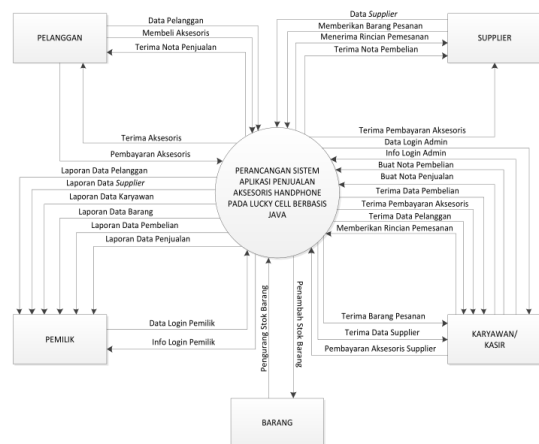 Data Pelanggan
Membeli Aksesoris
Terima Nota Penjualan
PELANGGAN
Data Supplier
Memberikan Barang Pesanan
Menerima Rincian Pemesanan
Terima Nota Pembelian
SUPPLIER
Terima Aksesoris
Pembayaran Aksesoris
Laporan Data Pelanggan
Laporan Data Supplier
Laporan Data Karyawan
Laporan Data Barang
Laporan Data Pembelian
Laporan Data Penjualan
PERANCANGAN SISTEM
APLIKASI PENJUALAN
AKSESORIS HANDPHONE
PADA LUCKY CELL BERBASIS
JAVA
Terima Pembayaran Aksesoris
Data Login Admin
Info Login Admin
Buat Nota Pembelian
Buat Nota Penjualan
Terima Data Pembelian
Terima Pembayaran Aksesoris
Terima Data Pelanggan
Memberikan Rincian Pemesanan
PEMILIK
Data Login Pemilik
Info Login Pemilik
Pengurang Stok Barang
Penambah Stok Barang
Terima Barang Pesanan
Terima Data Supplier
Pembayaran Aksesoris Supplier
KARYAWAN/
KASIR
BARANG